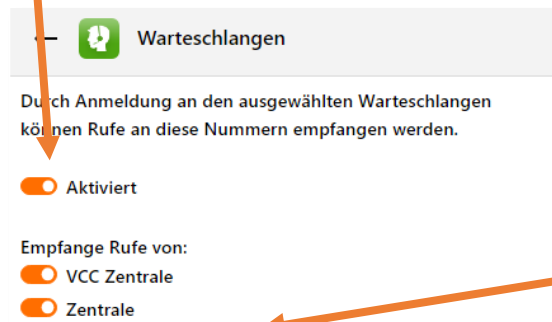 Warteschlangen
Durch Anmeldung an den ausgewählten Warteschlangen
können Rufe an diese Nummern empfangen werden.
Aktiviert
Empfange Rufe von:
VCC Zentrale
Zentrale